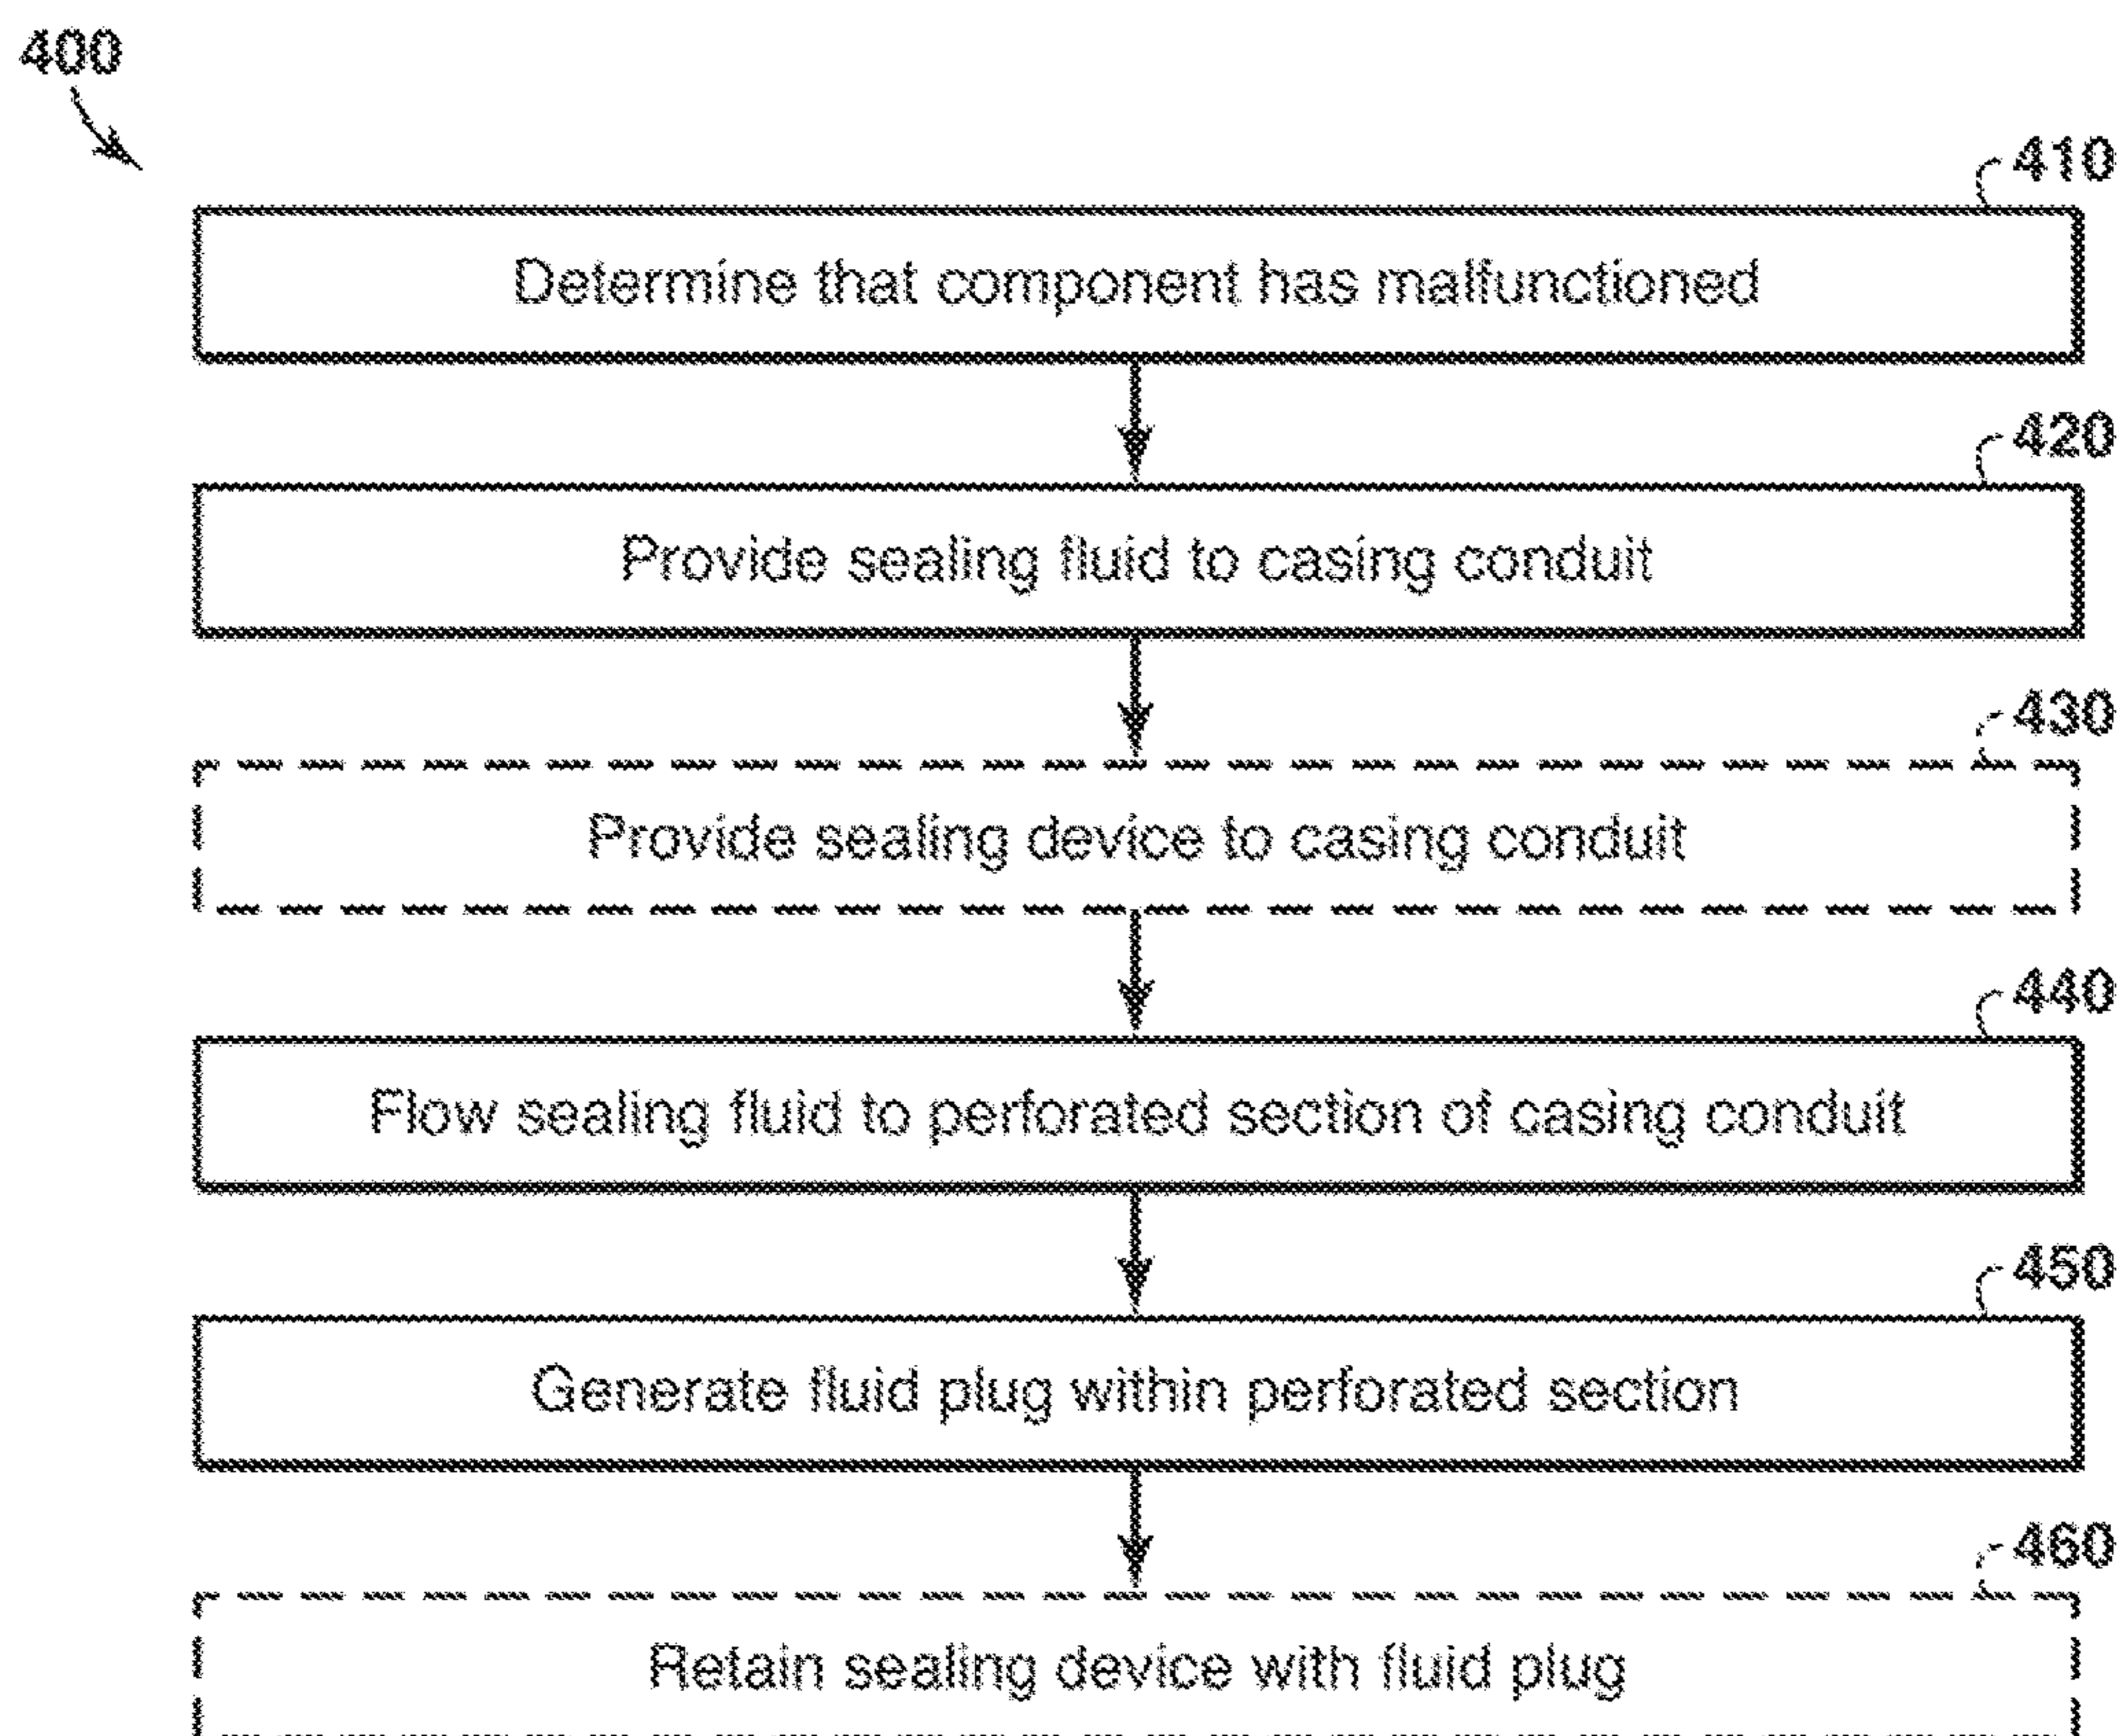 400
410
Determine that component has malfunctioned
420
Provide sealing fluid to casing conduit
430
Provide sealing device to casing conduit
440
Flow sealing fluid to perforated section of casing conduit
450
Generate fluid plug within perforated section
460
Retain sealing device with fluid plug